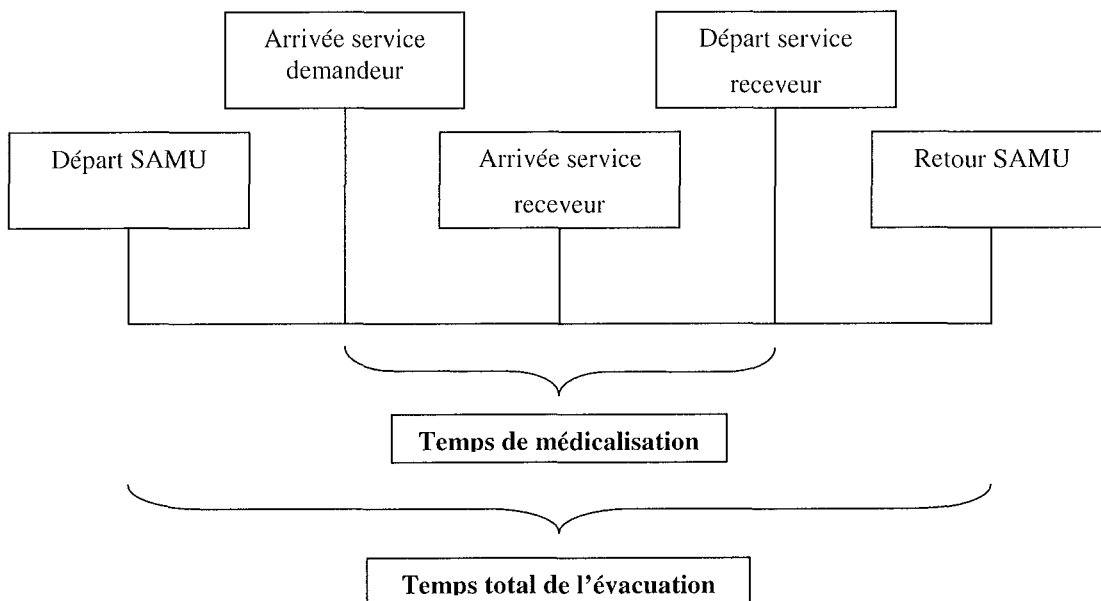 Arrivée service
demandeur
Départ service
receveur
Départ SAMU
Arrivée service
receveur
Retour SAMU
Temps de médicalisation
Temps total de l'évacuation